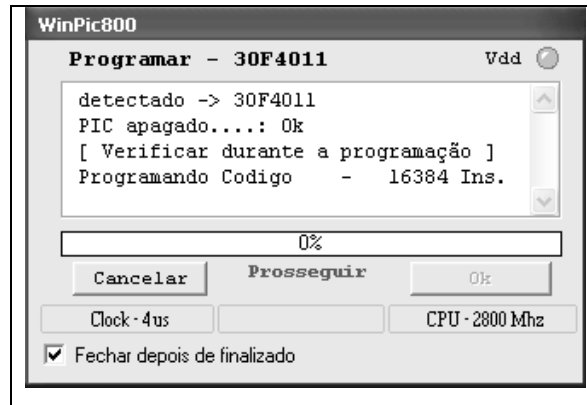 WinPic800
Programar - 30F4011 Vdd
detectado -> 30F4011
PIC apagado....: Ok
[ Verificar durante a programação ]
Programando Codigo - 16384 Ins.
0%
Cancelar Prosseguir Ok
Clock - 4us CPU - 2800 Mhz
Fechar depois de finalizado